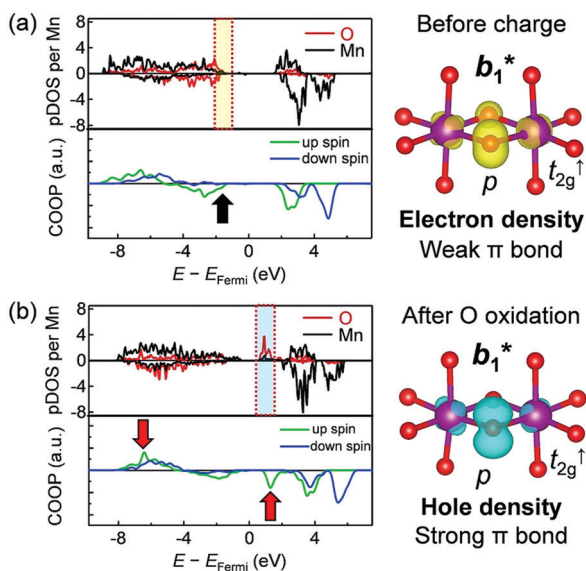 (a)
8
4
0
-4
-8
pDOS per Mn
O
Mn
COOP (a.u.)
up spin
down spin
-8 -4 0 4
E − EFermi (eV)
Before charge
b1*
p
t2g↑
Electron density
Weak π bond
(b)
8
4
0
-4
-8
pDOS per Mn
O
Mn
COOP (a.u.)
up spin
down spin
-8 -4 0 4
E − EFermi (eV)
After O oxidation
b1*
p
t2g↑
Hole density
Strong π bond